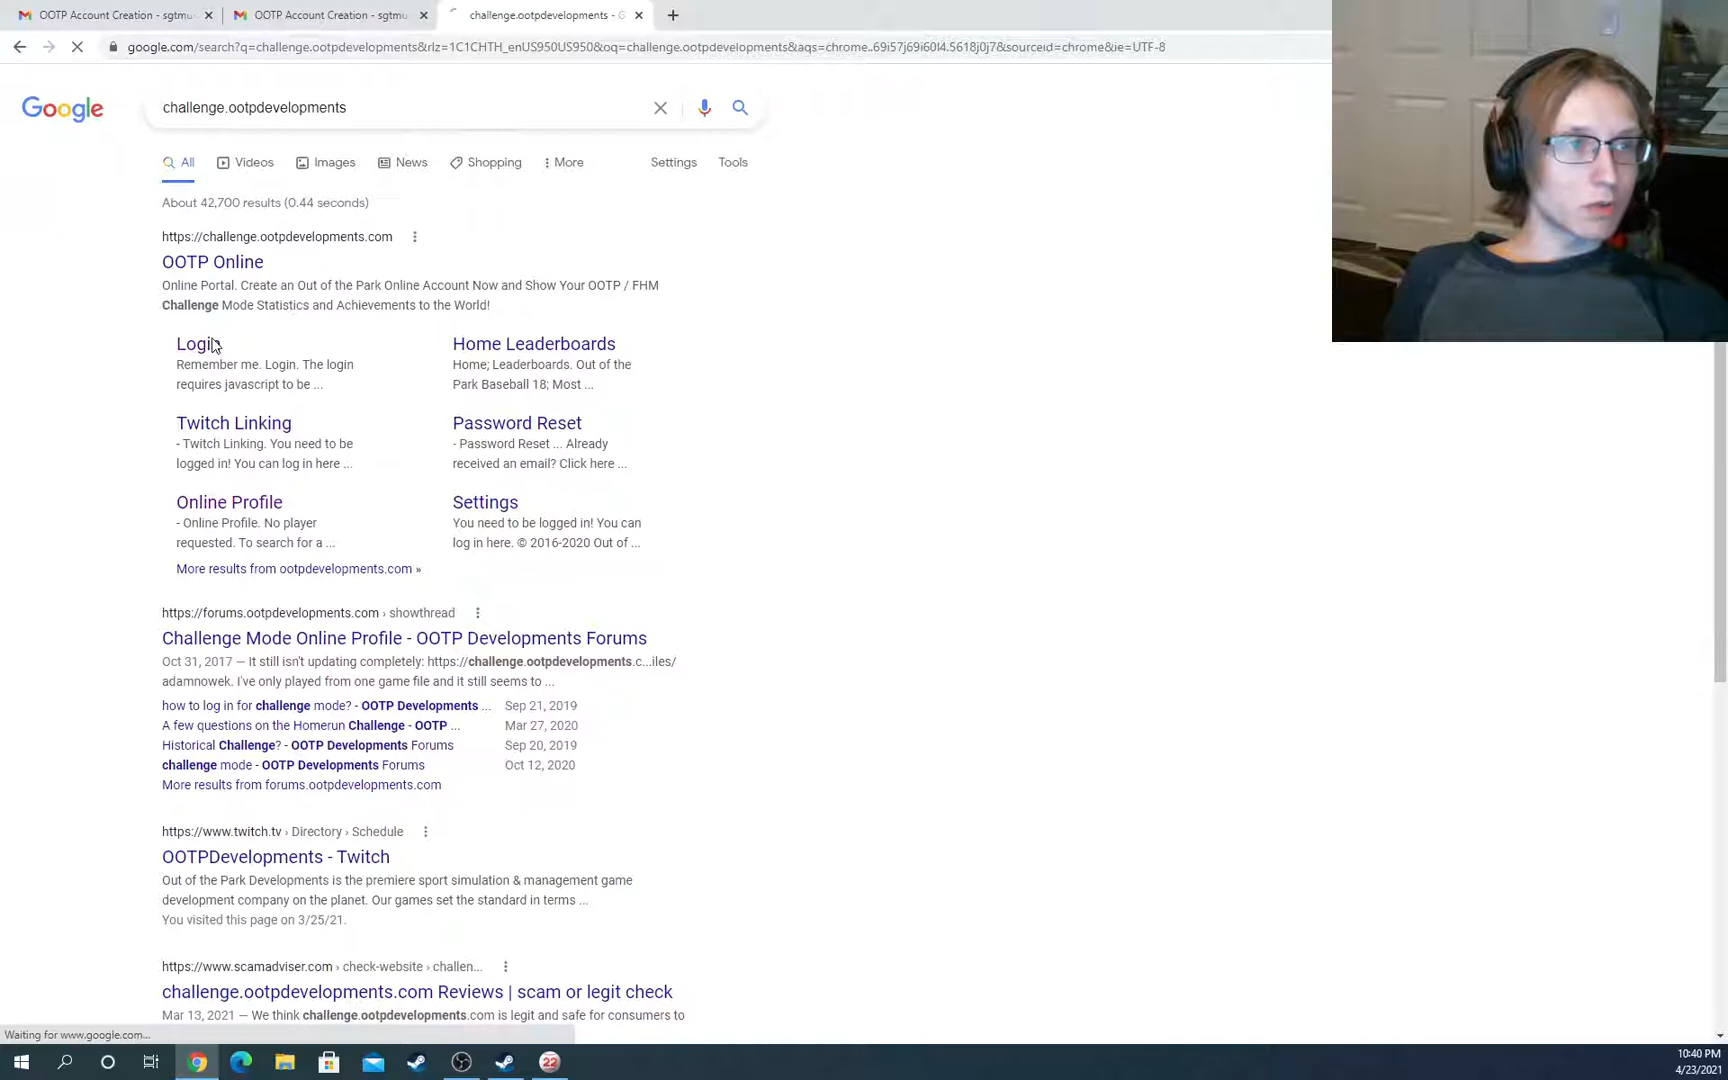 OOTP Account Creation - sgtmu
OOTP Account Creation - sgtmu
challenge.ootpdevelopments - G
google.com/search?q=challenge.ootpdevelopments&rlz=1C1CHTH_enUS950US950&oq=challenge.ootpdevelopments&aqs=chrome..69i57j69i60l4.5618j0j7&sourceid=chrome&ie=UTF-8
Google
challenge.ootpdevelopments
All
Videos
Images
News
Shopping
More
Settings
Tools
About 42,700 results (0.44 seconds)
https://challenge.ootpdevelopments.com
OOTP Online
Online Portal. Create an Out of the Park Online Account Now and Show Your OOTP / FHM
Challenge Mode Statistics and Achievements to the World!
Login
Remember me. Login. The login
requires javascript to be ...
Home Leaderboards
Home; Leaderboards. Out of the
Park Baseball 18; Most ...
Twitch Linking
- Twitch Linking. You need to be
logged in! You can log in here ...
Password Reset
- Password Reset ... Already
received an email? Click here ...
Online Profile
- Online Profile. No player
requested. To search for a ...
Settings
You need to be logged in! You can
log in here. © 2016-2020 Out of ...
More results from ootpdevelopments.com »
https://forums.ootpdevelopments.com › showthread
Challenge Mode Online Profile - OOTP Developments Forums
Oct 31, 2017 — It still isn't updating completely: https://challenge.ootpdevelopments.c...iles/
adamnowek. I've only played from one game file and it still seems to ...
how to log in for challenge mode? - OOTP Developments ... Sep 21, 2019
A few questions on the Homerun Challenge - OOTP ... Mar 27, 2020
Historical Challenge? - OOTP Developments Forums Sep 20, 2019
challenge mode - OOTP Developments Forums Oct 12, 2020
More results from forums.ootpdevelopments.com
https://www.twitch.tv › Directory › Schedule
OOTPDevelopments - Twitch
Out of the Park Developments is the premiere sport simulation & management game
development company on the planet. Our games set the standard in terms ...
You visited this page on 3/25/21.
https://www.scamadviser.com › check-website › challen...
challenge.ootpdevelopments.com Reviews | scam or legit check
Mar 13, 2021 — We think challenge.ootpdevelopments.com is legit and safe for consumers to
Waiting for www.google.com...
22
10:40 PM
4/23/2021